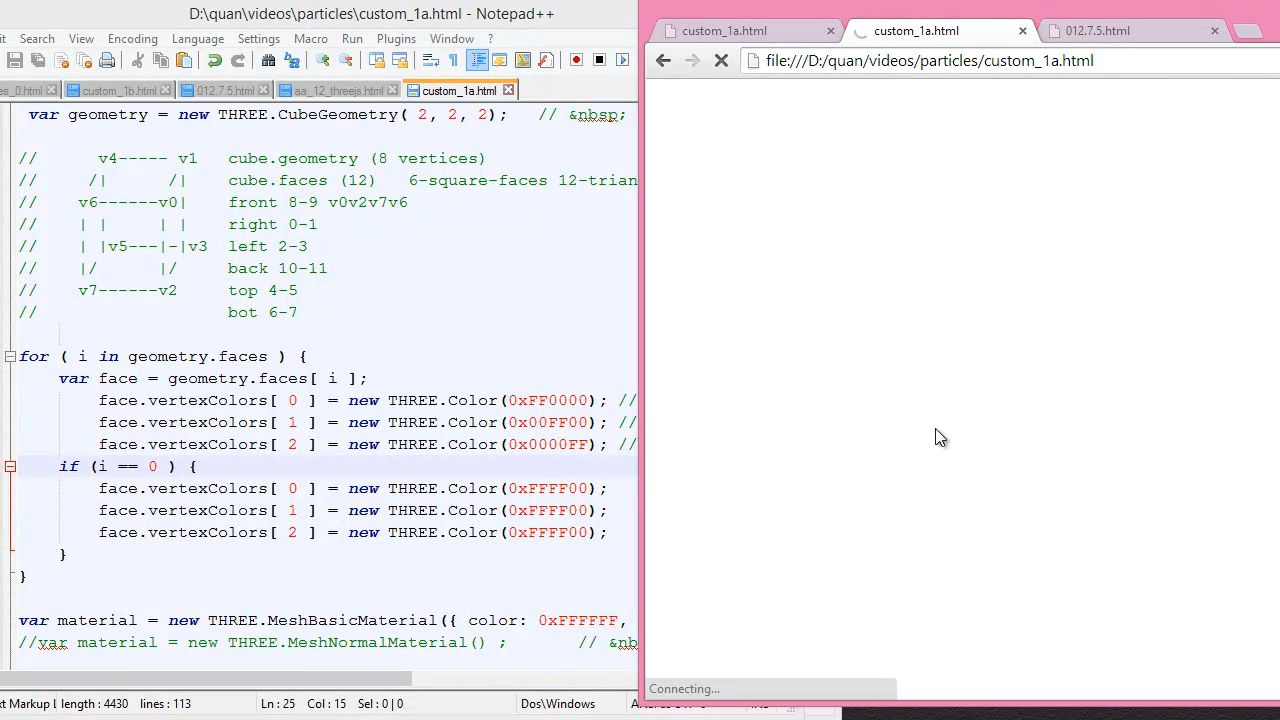 D:\quan\videos\particles\custom_1a.html - Notepad++
it Search View Encoding Language Settings Macro Run Plugins Window ?
es_0.html custom_1b.html 012.7.5.html aa_12_threejs.html custom_1a.html
var geometry = new THREE.CubeGeometry( 2, 2, 2); // &nbsp;
// v4----- v1 cube.geometry (8 vertices)
// /| /| cube.faces (12) 6-square-faces 12-trian
// v6------v0| front 8-9 v0v2v7v6
// | | | | right 0-1
// | |v5---|-|v3 left 2-3
// |/ |/ back 10-11
// v7------v2 top 4-5
// bot 6-7
for ( i in geometry.faces ) {
var face = geometry.faces[ i ];
face.vertexColors[ 0 ] = new THREE.Color(0xFF0000); //
face.vertexColors[ 1 ] = new THREE.Color(0x00FF00); //
face.vertexColors[ 2 ] = new THREE.Color(0x0000FF); //
if (i == 0 ) {
face.vertexColors[ 0 ] = new THREE.Color(0xFFFF00);
face.vertexColors[ 1 ] = new THREE.Color(0xFFFF00);
face.vertexColors[ 2 ] = new THREE.Color(0xFFFF00);
}
}
var material = new THREE.MeshBasicMaterial({ color: 0xFFFFFF,
//var material = new THREE.MeshNormalMaterial() ; // &nb
xt Markup L length : 4430 lines : 113 Ln : 25 Col : 15 Sel : 0 | 0 Dos\Windows
custom_1a.html custom_1a.html 012.7.5.html
file:///D:/quan/videos/particles/custom_1a.html
Connecting...